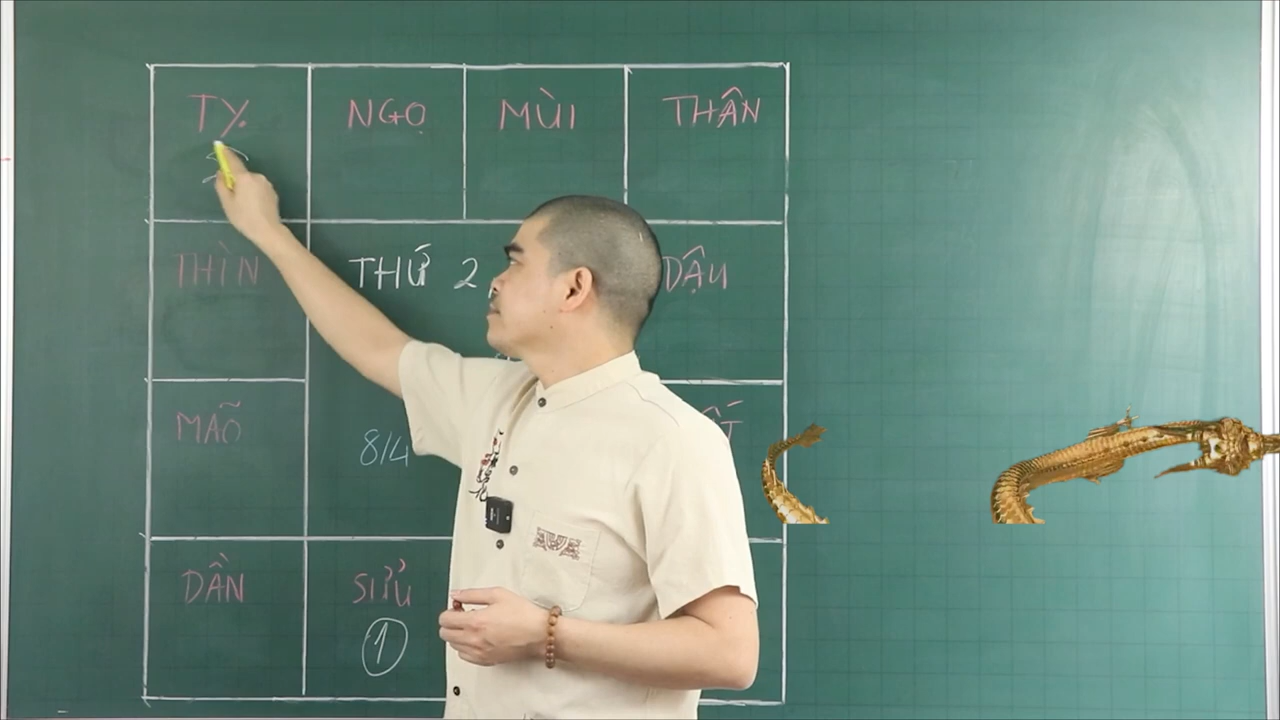 TỴ NGỌ MÙI THÂN
THÌN THỨ 2 DẬU
MÃO 8/4
DẦN SỬU
1